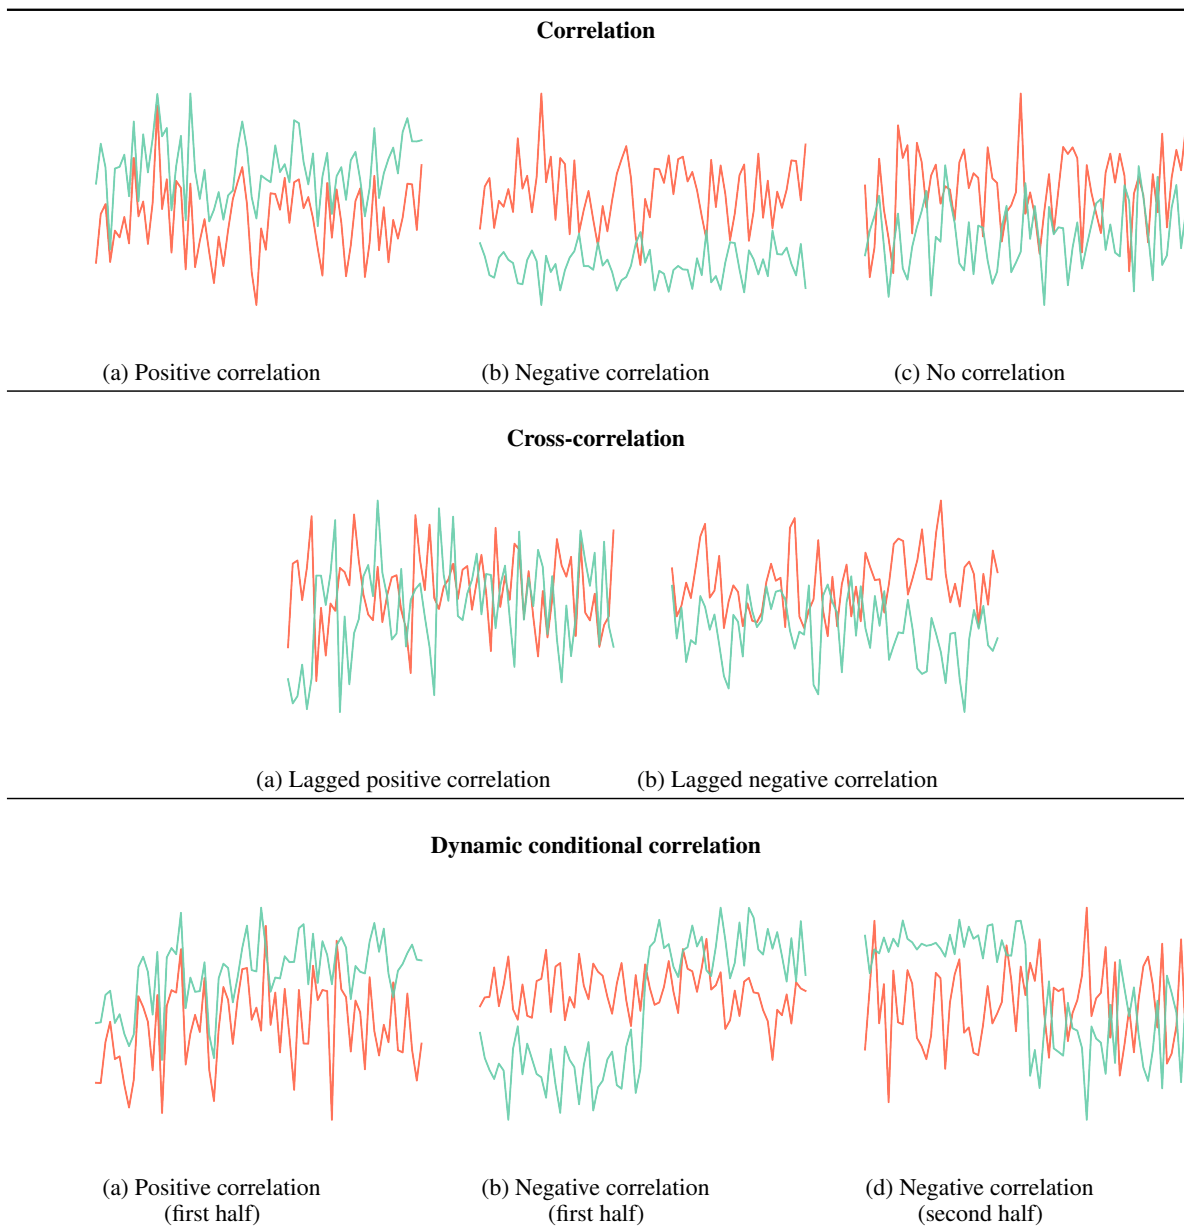 Correlation
(a) Positive correlation
(b) Negative correlation
(c) No correlation
Cross-correlation
(a) Lagged positive correlation
(b) Lagged negative correlation
Dynamic conditional correlation
(a) Positive correlation
(first half)
(b) Negative correlation
(first half)
(d) Negative correlation
(second half)